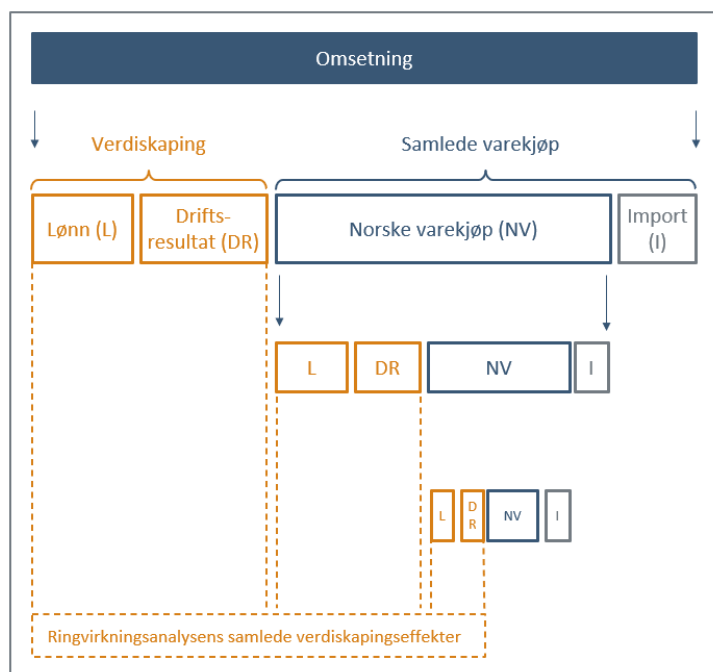 Omsetning
Verdiskaping
Samlede varekjøp
Lønn (L)
Drifts-
resultat (DR)
Norske varekjøp (NV)
Import
(I)
L
DR
NV
I
L
D
R
NV
I
Ringvirkningsanalysens samlede verdiskapingseffekter